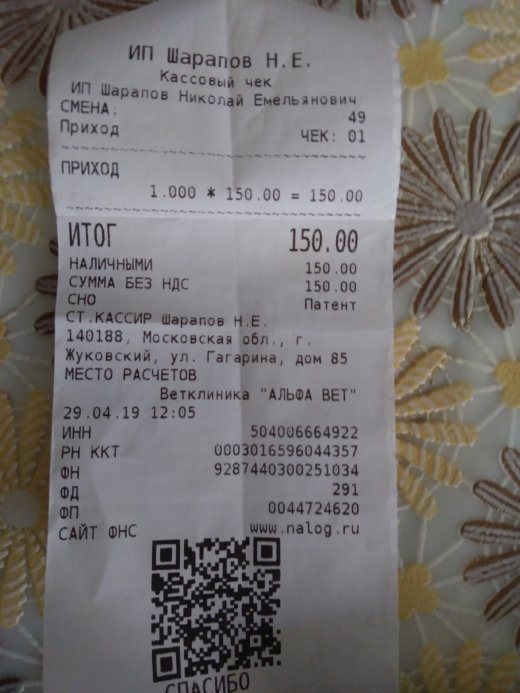 ИП Шарапов Н.Е.
Кассовый чек
ИП Шарапов Николай Емельянович
СМЕНА: 49
Приход ЧЕК: 01
ПРИХОД
1.000 * 150.00 = 150.00
ИТОГ 150.00
НАЛИЧНЫМИ 150.00
СУММА БЕЗ НДС 150.00
СНО Патент
СТ.КАССИР Шарапов Н.Е.
140188, Московская обл., г.
Жуковский, ул. Гагарина, дом 85
МЕСТО РАСЧЕТОВ
Ветклиника "АЛЬФА ВЕТ"
29.04.19 12:05
ИНН 504006664922
РН ККТ 0003016596044357
ФН 9287440300251034
ФД 291
ФП 0044724620
САЙТ ФНС www.nalog.ru
СПАСИБО